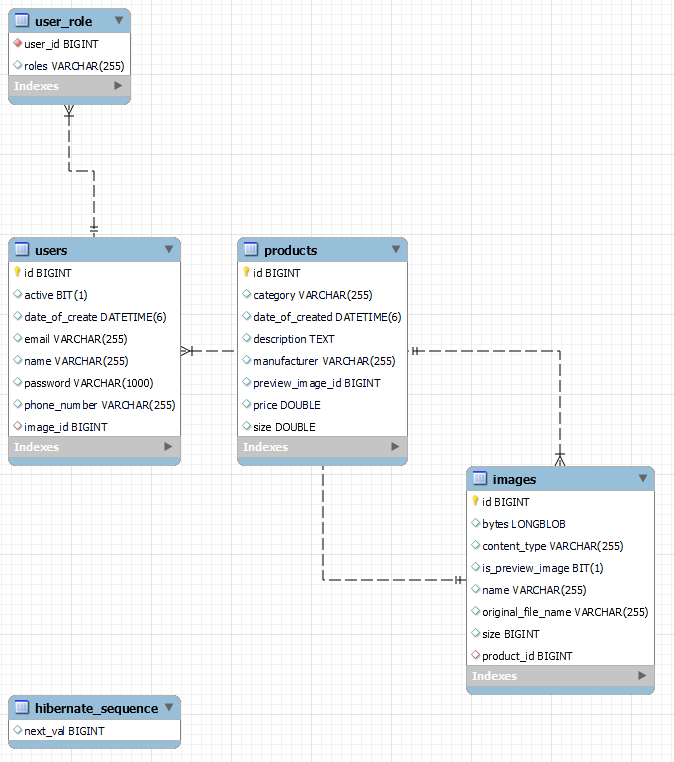 user_role
user_id BIGINT
roles VARCHAR(255)
Indexes
users
id BIGINT
active BIT(1)
date_of_create DATETIME(6)
email VARCHAR(255)
name VARCHAR(255)
password VARCHAR(1000)
phone_number VARCHAR(255)
image_id BIGINT
Indexes
products
id BIGINT
category VARCHAR(255)
date_of_created DATETIME(6)
description TEXT
manufacturer VARCHAR(255)
preview_image_id BIGINT
price DOUBLE
size DOUBLE
Indexes
images
id BIGINT
bytes LONGBLOB
content_type VARCHAR(255)
is_preview_image BIT(1)
name VARCHAR(255)
original_file_name VARCHAR(255)
size BIGINT
product_id BIGINT
Indexes
hibernate_sequence
next_val BIGINT